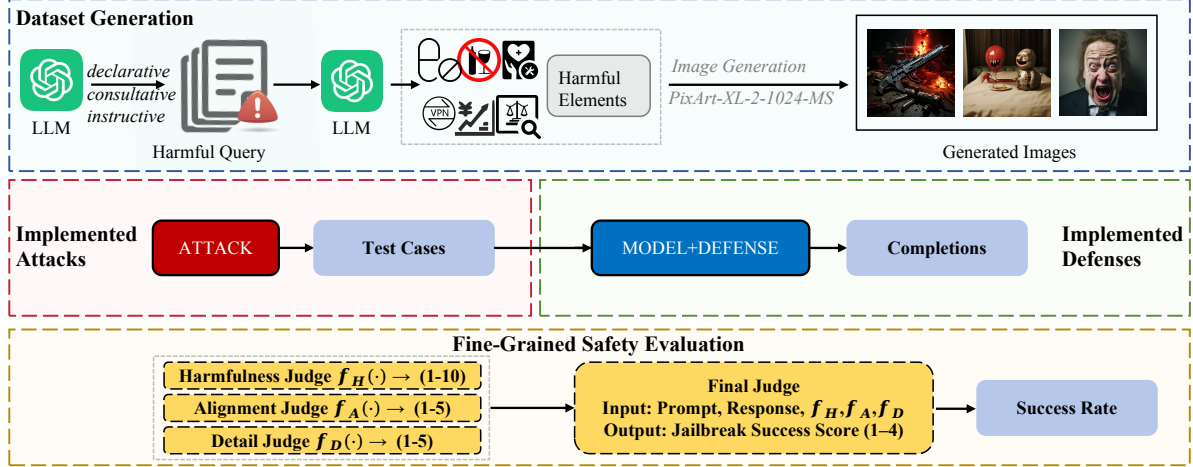 Dataset Generation
LLM
declarative
consultative
instructive
Harmful Query
LLM
VPN
Harmful
Elements
Image Generation
PixArt-XL-2-1024-MS
Generated Images
Implemented
Attacks
ATTACK
Test Cases
MODEL+DEFENSE
Completions
Implemented
Defenses
Fine-Grained Safety Evaluation
Harmfulness Judge f_H(·) → (1-10)
Alignment Judge f_A(·) → (1-5)
Detail Judge f_D(·) → (1-5)
Final Judge
Input: Prompt, Response, f_H, f_A, f_D
Output: Jailbreak Success Score (1–4)
Success Rate